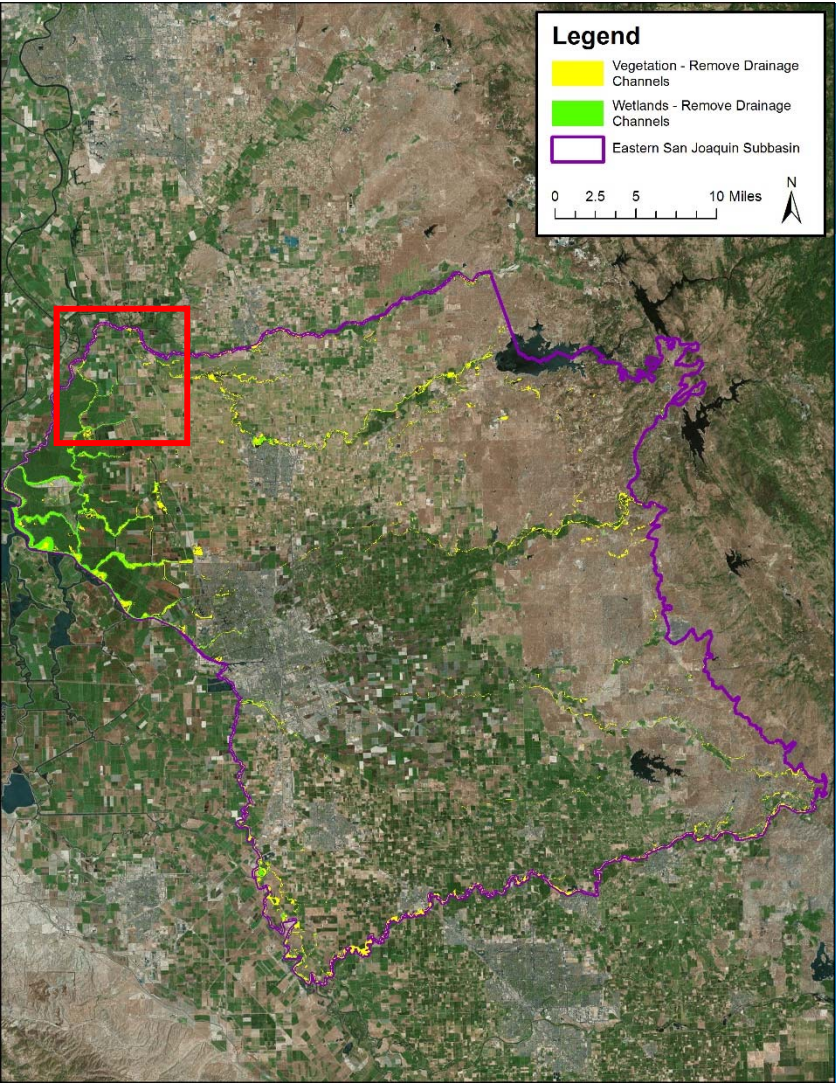 Legend
Vegetation - Remove Drainage
Channels
Wetlands - Remove Drainage
Channels
Eastern San Joaquin Subbasin
0 2.5 5 10 Miles
N